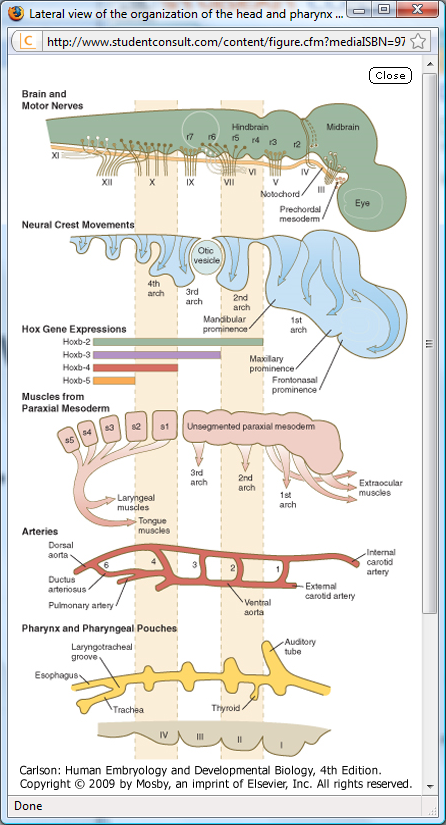 Lateral view of the organization of the head and pharynx ...
http://www.studentconsult.com/content/figure.cfm?mediaISBN=97
Close
Brain and
Motor Nerves
r7
r6
r5
r4
r3
r2
Hindbrain
Midbrain
XI
XII
X
IX
VII
VI
V
IV
III
Notochord
Prechordal
mesoderm
Eye
Neural Crest Movements
Otic
vesicle
4th
arch
3rd
arch
2nd
arch
1st
arch
Mandibular
prominence
Maxillary
prominence
Frontonasal
prominence
Hox Gene Expressions
Hoxb-2
Hoxb-3
Hoxb-4
Hoxb-5
Muscles from
Paraxial Mesoderm
s5
s4
s3
s2
s1
Unsegmented paraxial mesoderm
3rd
arch
2nd
arch
1st
arch
Extraocular
muscles
Laryngeal
muscles
Tongue
muscles
Arteries
Dorsal
aorta
6
4
3
2
1
Internal
carotid
artery
Ductus
arteriosus
Pulmonary artery
Ventral
aorta
External
carotid artery
Pharynx and Pharyngeal Pouches
Auditory
tube
Laryngotracheal
groove
Esophagus
Trachea
Thyroid
IV
III
II
I
Carlson: Human Embryology and Developmental Biology, 4th Edition.
Copyright © 2009 by Mosby, an imprint of Elsevier, Inc. All rights reserved.
Done